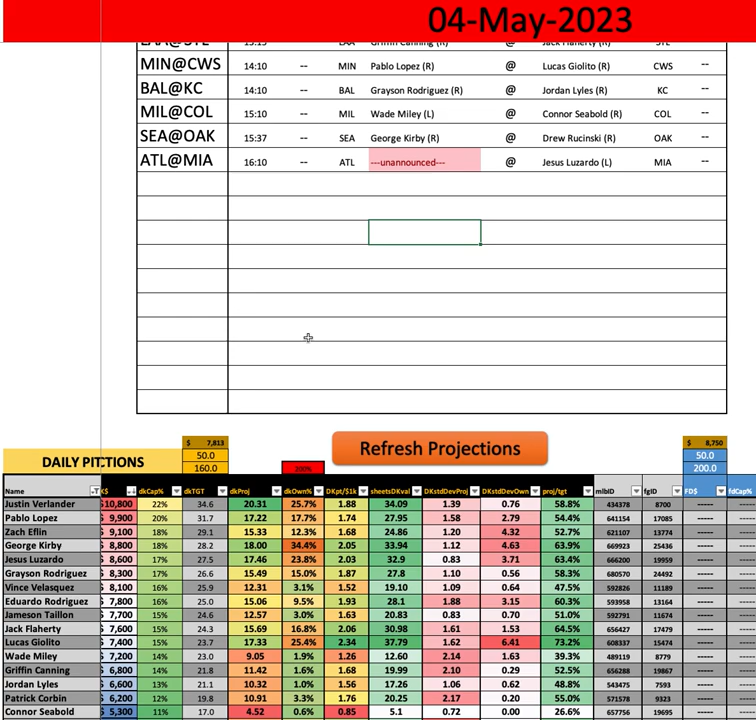 04-May-2023
LAA@STL 13:15 LAA Griffin Canning (R) @ Jack Flaherty (R) STL
MIN@CWS 14:10 -- MIN Pablo Lopez (R) @ Lucas Giolito (R) CWS --
BAL@KC 14:10 -- BAL Grayson Rodriguez (R) @ Jordan Lyles (R) KC --
MIL@COL 15:10 -- MIL Wade Miley (L) @ Connor Seabold (R) COL --
SEA@OAK 15:37 -- SEA George Kirby (R) @ Drew Rucinski (R) OAK --
ATL@MIA 16:10 -- ATL ---unannounced--- @ Jesus Luzardo (L) MIA --
$ 7,813 $ 8,750
Refresh Projections
DAILY PITCTIONS 50.0 50.0
160.0 200.0
Name K$ dkCap% dkTGT dkProj dkOwn% DKpt/$1k sheetsDKval DKstdDevProj DKstdDevOwn proj/tgt mlbID fgID FD$ fdCap%
Justin Verlander $10,800 22% 34.6 20.31 25.7% 1.88 34.09 1.39 0.76 58.8% 434378 8700 ----- -----
Pablo Lopez $ 9,900 20% 31.7 17.22 17.7% 1.74 27.95 1.58 2.79 54.4% 641154 17085 ----- -----
Zach Eflin $ 9,100 18% 29.1 15.33 12.3% 1.68 24.86 1.20 4.32 52.7% 621107 13774 ----- -----
George Kirby $ 8,800 18% 28.2 18.00 34.4% 2.05 33.94 1.12 4.63 63.9% 669923 25436 ----- -----
Jesus Luzardo $ 8,600 17% 27.5 17.46 23.8% 2.03 32.9 0.83 3.71 63.4% 666200 19959 ----- -----
Grayson Rodriguez $ 8,300 17% 26.6 15.49 15.0% 1.87 27.8 1.10 0.56 58.3% 680570 24492 ----- -----
Vince Velasquez $ 8,100 16% 25.9 12.31 3.1% 1.52 19.10 1.09 0.64 47.5% 592826 11189 ----- -----
Eduardo Rodriguez $ 7,800 16% 25.0 15.06 9.5% 1.93 28.1 1.88 3.15 60.3% 593958 13164 ----- -----
Jameson Taillon $ 7,700 15% 24.6 12.57 3.0% 1.63 20.83 0.83 0.70 51.0% 592791 11674 ----- -----
Jack Flaherty $ 7,600 15% 24.3 15.69 16.8% 2.06 30.98 1.61 1.53 64.5% 656427 17479 ----- -----
Lucas Giolito $ 7,400 15% 23.7 17.33 25.4% 2.34 37.79 1.62 6.41 73.2% 608337 15474 ----- -----
Wade Miley $ 7,200 14% 23.0 9.05 1.9% 1.26 12.60 2.14 1.63 39.3% 489119 8779 ----- -----
Griffin Canning $ 6,800 14% 21.8 11.42 1.6% 1.68 19.99 2.10 0.29 52.5% 656288 19867 ----- -----
Jordan Lyles $ 6,600 13% 21.1 10.32 1.0% 1.56 17.26 1.06 0.62 48.8% 543475 7593 ----- -----
Patrick Corbin $ 6,200 12% 19.8 10.91 3.3% 1.76 20.25 2.17 0.20 55.0% 571578 9323 ----- -----
Connor Seabold $ 5,300 11% 17.0 4.52 0.6% 0.85 5.1 0.72 0.00 26.6% 657756 19695 ----- -----